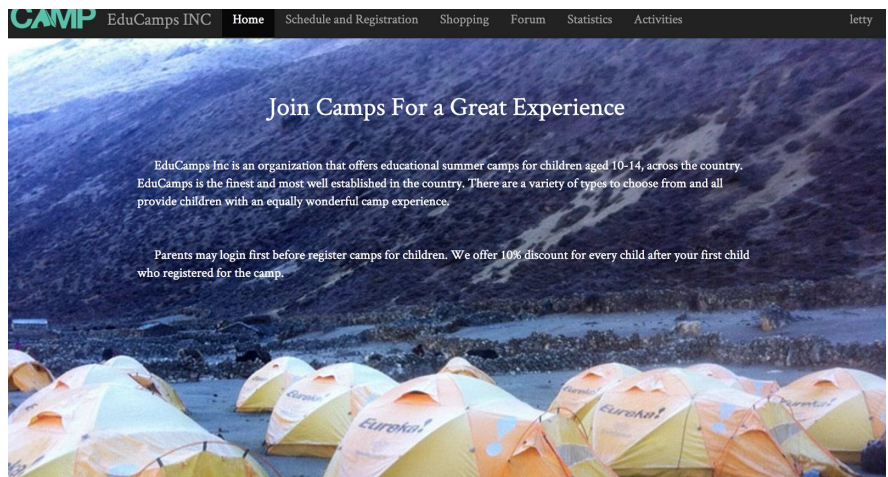 CAMP EduCamps INC Home Schedule and Registration Shopping Forum Statistics Activities letty
Join Camps For a Great Experience
EduCamps Inc is an organization that offers educational summer camps for children aged 10-14, across the country.
EduCamps is the finest and most well established in the country. There are a variety of types to choose from and all
provide children with an equally wonderful camp experience.
Parents may login first before register camps for children. We offer 10% discount for every child after your first child
who registered for the camp.
Eureka!
Eureka!
Eureka!